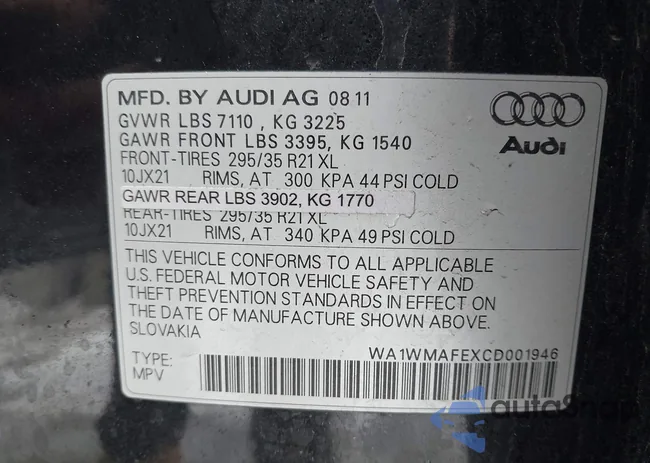 MFD. BY AUDI AG 08 11
GVWR LBS 7110 , KG 3225
GAWR FRONT LBS 3395, KG 1540
FRONT-TIRES 295/35 R21 XL
10JX21 RIMS, AT 300 KPA 44 PSI COLD
GAWR REAR LBS 3902, KG 1770
REAR-TIRES 295/35 R21 XL
10JX21 RIMS, AT 340 KPA 49 PSI COLD
Audi
THIS VEHICLE CONFORMS TO ALL APPLICABLE
U.S. FEDERAL MOTOR VEHICLE SAFETY AND
THEFT PREVENTION STANDARDS IN EFFECT ON
THE DATE OF MANUFACTURE SHOWN ABOVE.
SLOVAKIA
WA1WMAFEXCD001946
TYPE:
MPV
autoSnap